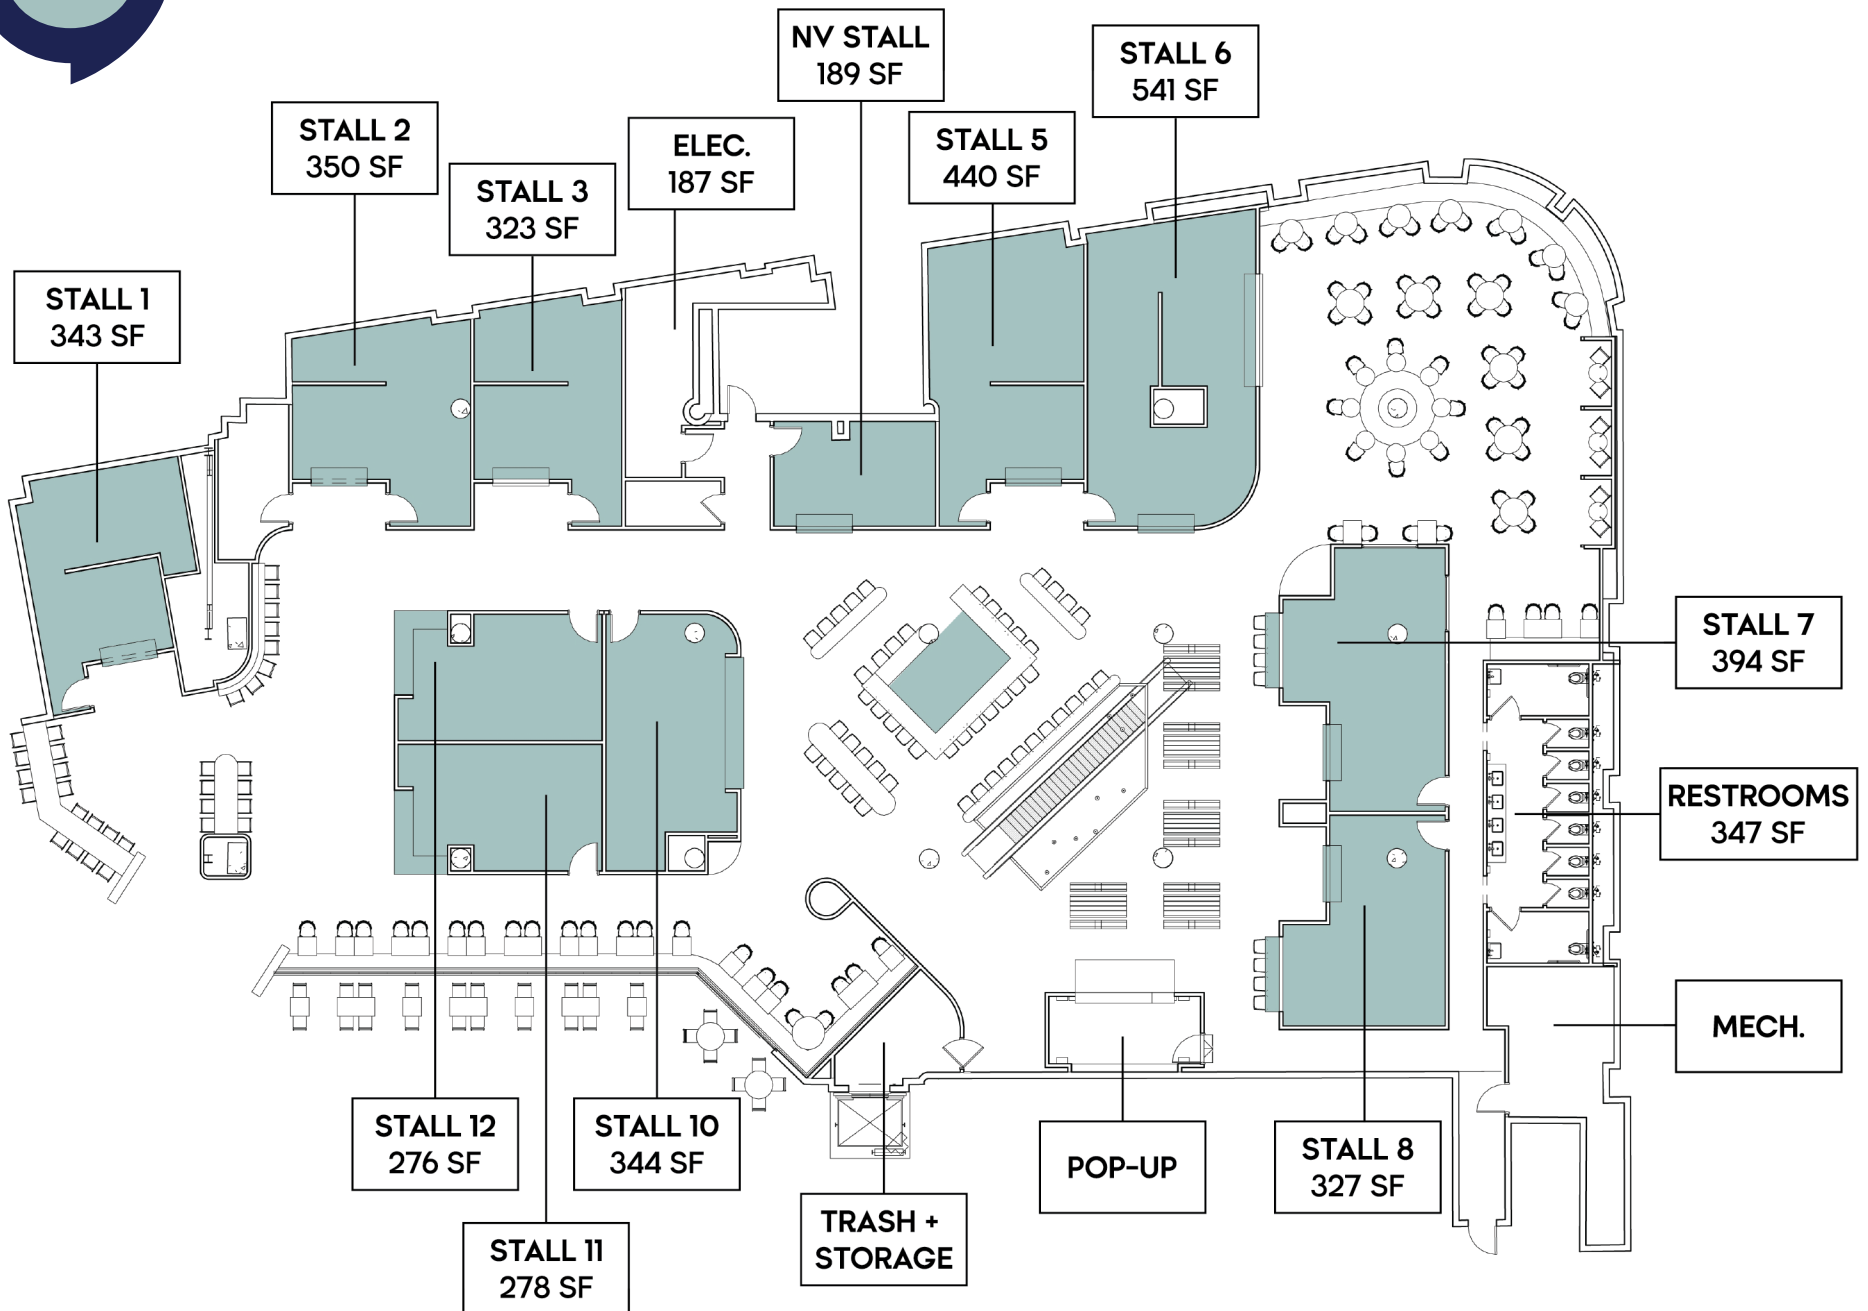 NV STALL
189 SF
STALL 6
541 SF
STALL 2
350 SF
ELEC.
187 SF
STALL 5
440 SF
STALL 3
323 SF
STALL 1
343 SF
STALL 7
394 SF
RESTROOMS
347 SF
MECH.
STALL 12
276 SF
STALL 10
344 SF
POP-UP
STALL 8
327 SF
TRASH +
STORAGE
STALL 11
278 SF